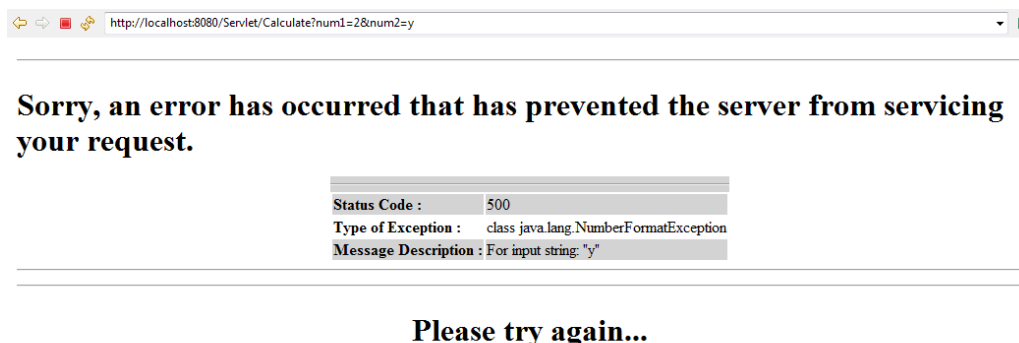 http://localhost:8080/Servlet/Calculate?num1=2&num2=y
Sorry, an error has occurred that has prevented the server from servicing
your request.
Status Code : 500
Type of Exception : class java.lang.NumberFormatException
Message Description : For input string: "y"
Please try again...